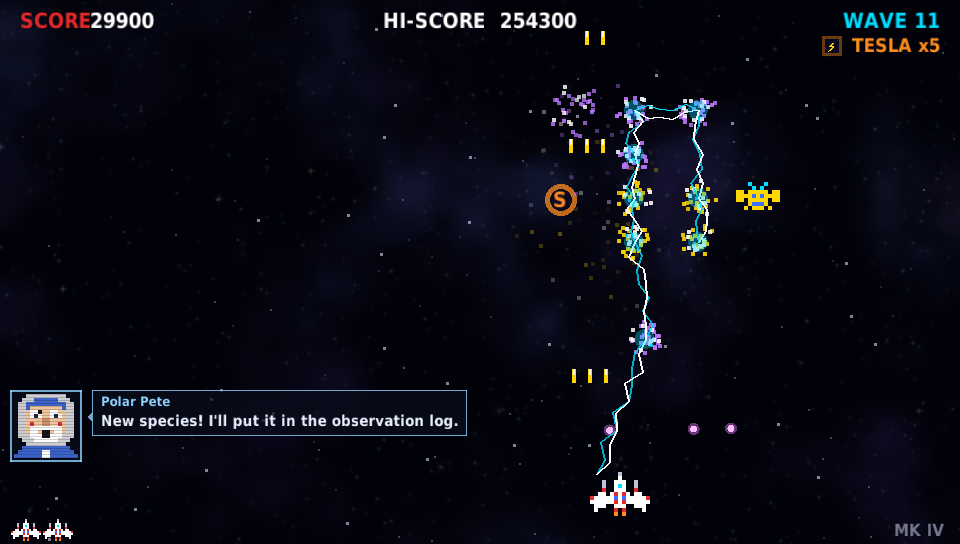 SCORE29900
HI-SCORE 254300
WAVE 11
TESLA x5
S
Polar Pete
New species! I'll put it in the observation log.
MK IV